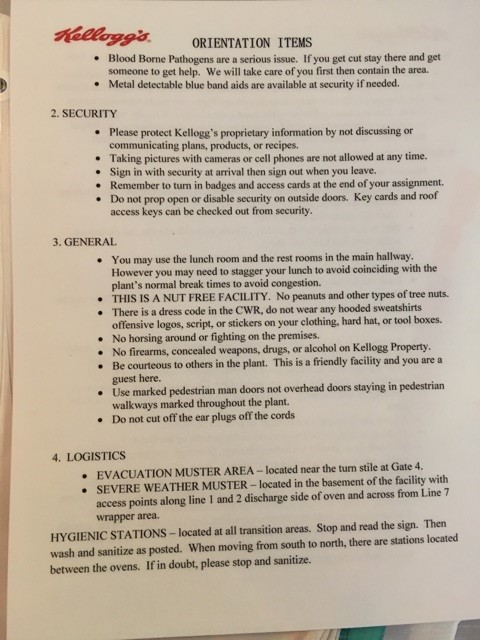 Kellogg's
ORIENTATION ITEMS
• Blood Borne Pathogens are a serious issue. If you get cut stay there and get
someone to get help. We will take care of you first then contain the area.
• Metal detectable blue band aids are available at security if needed.
2. SECURITY
• Please protect Kellogg's proprietary information by not discussing or
communicating plans, products, or recipes.
• Taking pictures with cameras or cell phones are not allowed at any time.
• Sign in with security at arrival then sign out when you leave.
• Remember to turn in badges and access cards at the end of your assignment.
• Do not prop open or disable security on outside doors. Key cards and roof
access keys can be checked out from security.
3. GENERAL
• You may use the lunch room and the rest rooms in the main hallway.
However you may need to stagger your lunch to avoid coinciding with the
plant's normal break times to avoid congestion.
• THIS IS A NUT FREE FACILITY. No peanuts and other types of tree nuts.
• There is a dress code in the CWR, do not wear any hooded sweatshirts
offensive logos, script, or stickers on your clothing, hard hat, or tool boxes.
• No horsing around or fighting on the premises.
• No firearms, concealed weapons, drugs, or alcohol on Kellogg Property.
• Be courteous to others in the plant. This is a friendly facility and you are a
guest here.
• Use marked pedestrian man doors not overhead doors staying in pedestrian
walkways marked throughout the plant.
• Do not cut off the ear plugs off the cords
4. LOGISTICS
• EVACUATION MUSTER AREA – located near the turn stile at Gate 4.
• SEVERE WEATHER MUSTER – located in the basement of the facility with
access points along line 1 and 2 discharge side of oven and across from Line 7
wrapper area.
HYGIENIC STATIONS – located at all transition areas. Stop and read the sign. Then
wash and sanitize as posted. When moving from south to north, there are stations located
between the ovens. If in doubt, please stop and sanitize.